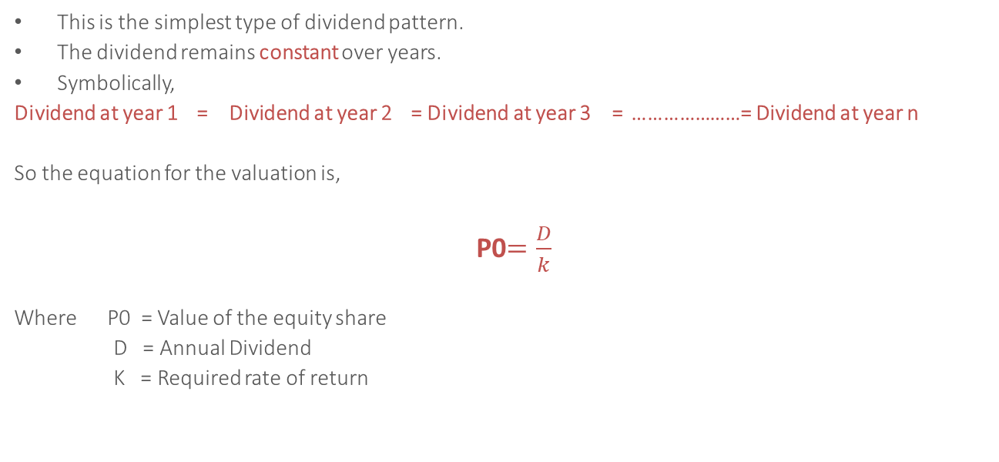 • This is the simplest type of dividend pattern.
• The dividend remains constant over years.
• Symbolically,
Dividend at year 1 = Dividend at year 2 = Dividend at year 3 = .....................= Dividend at year n
So the equation for the valuation is,
P0= D/k
Where P0 = Value of the equity share
D = Annual Dividend
K = Required rate of return